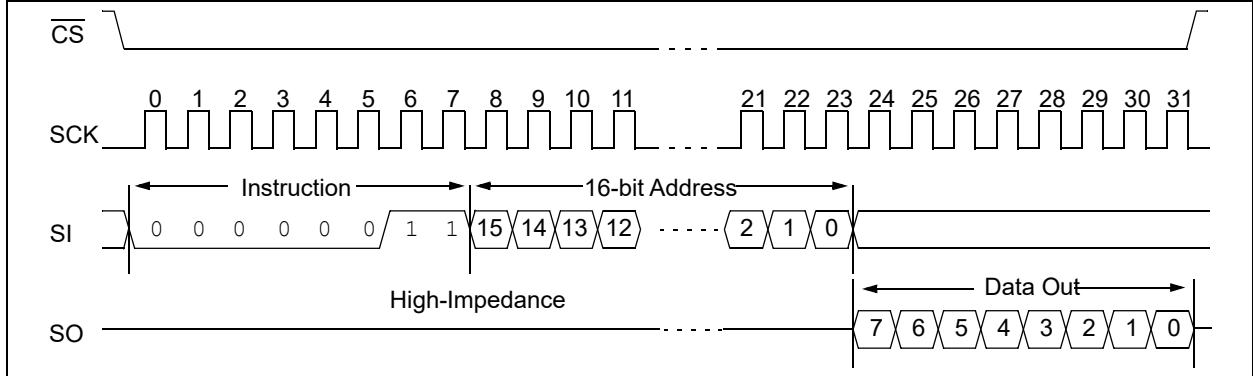 CS
0 1 2 3 4 5 6 7 8 9 10 11 21 22 23 24 25 26 27 28 29 30 31
SCK
Instruction 16-bit Address
SI 0 0 0 0 0 0 1 1 15 14 13 12 2 1 0
High-Impedance Data Out
SO 7 6 5 4 3 2 1 0